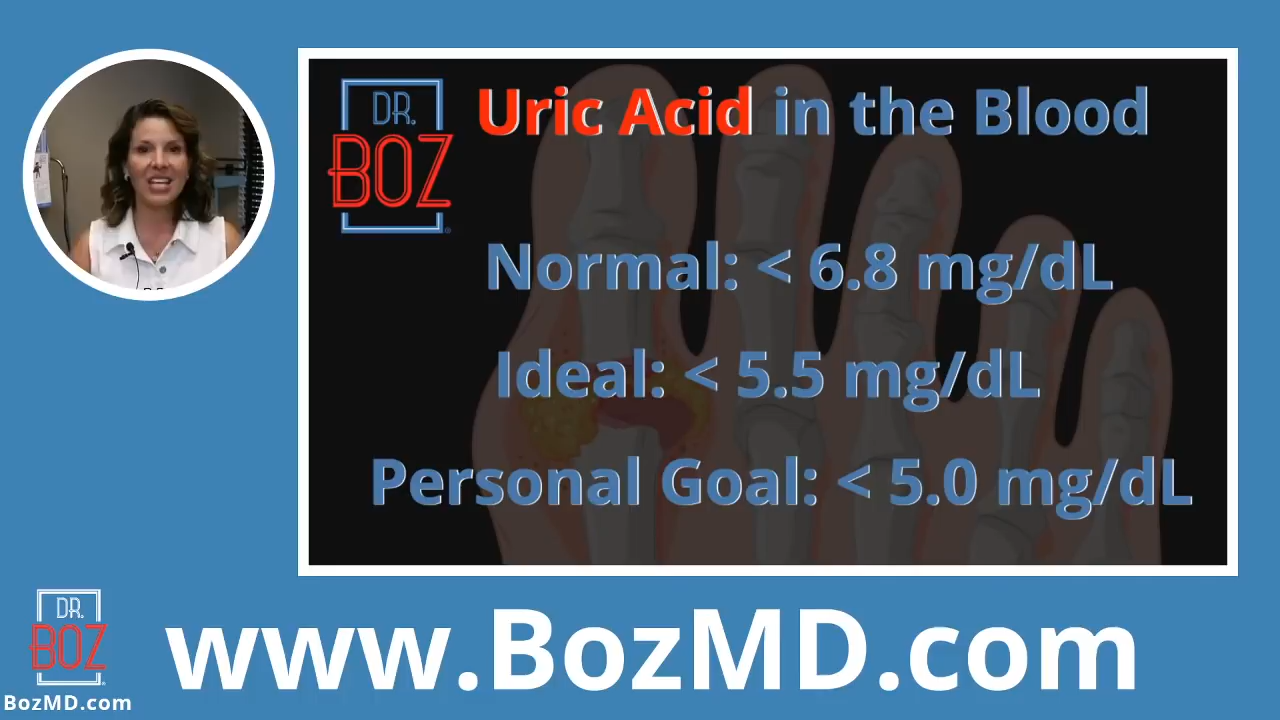 DR.
BOZ
Uric Acid in the Blood
Normal: < 6.8 mg/dL
Ideal: < 5.5 mg/dL
Personal Goal: < 5.0 mg/dL
DR.
BOZ
www.BozMD.com
BozMD.com